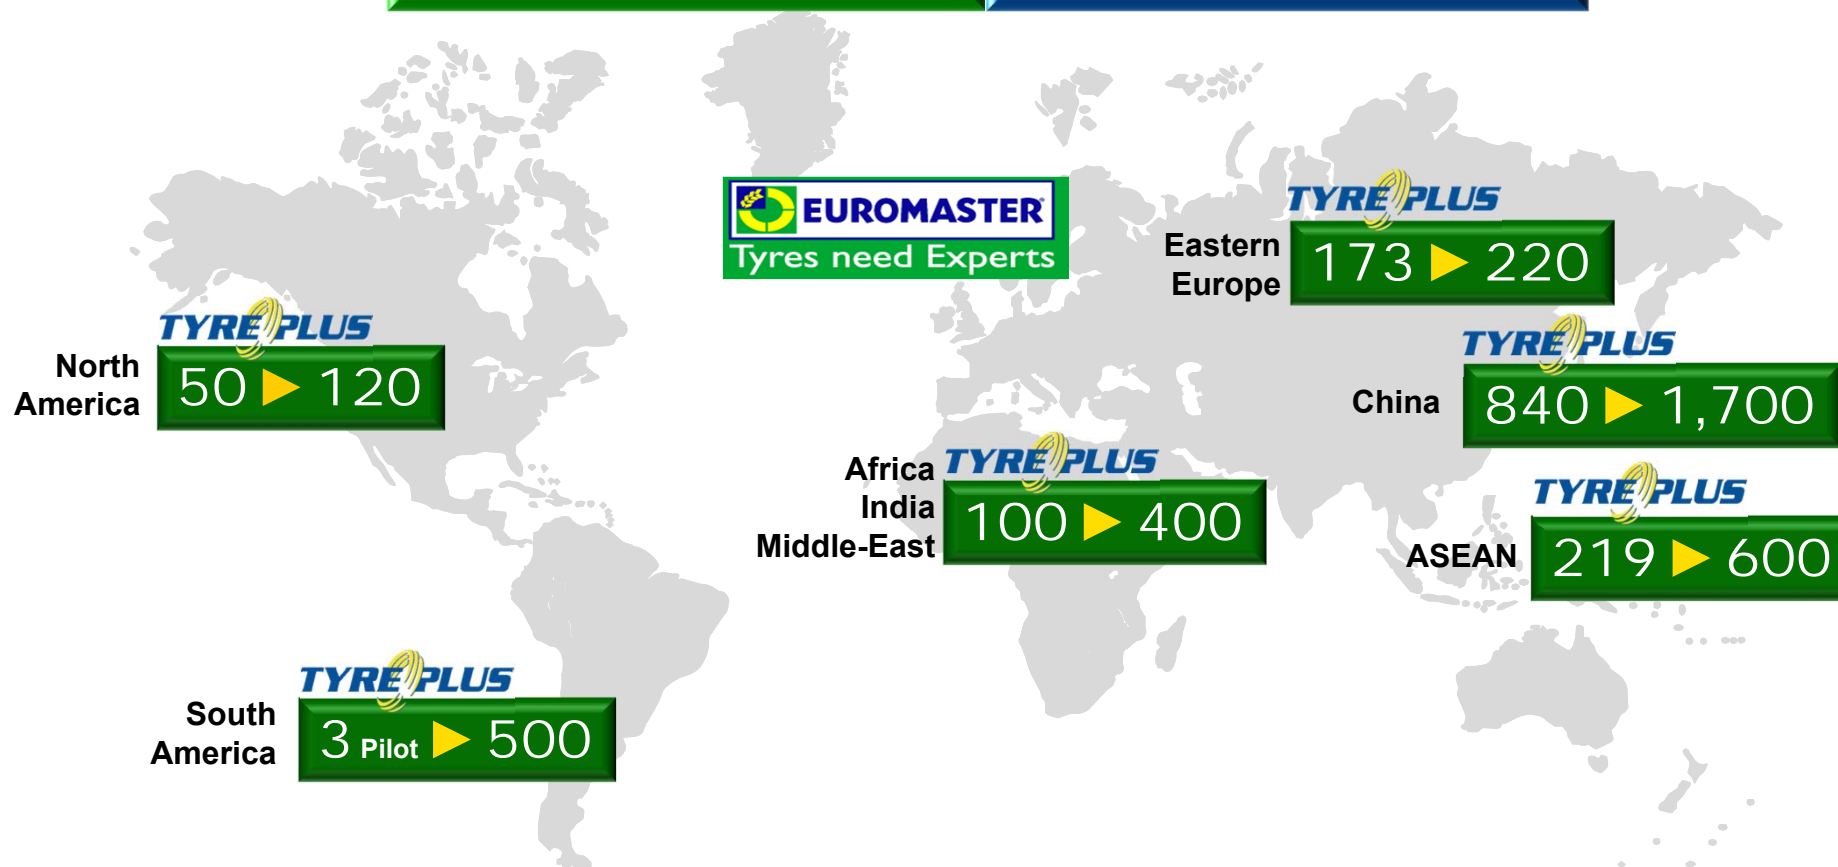 EUROMASTER
Tyres need Experts
TYREPLUS
Eastern
Europe
173 ▶ 220
TYREPLUS
North
America
50 ▶ 120
TYREPLUS
China
840 ▶ 1,700
TYREPLUS
Africa
India
Middle-East
100 ▶ 400
TYREPLUS
ASEAN
219 ▶ 600
TYREPLUS
South
America
3 Pilot ▶ 500